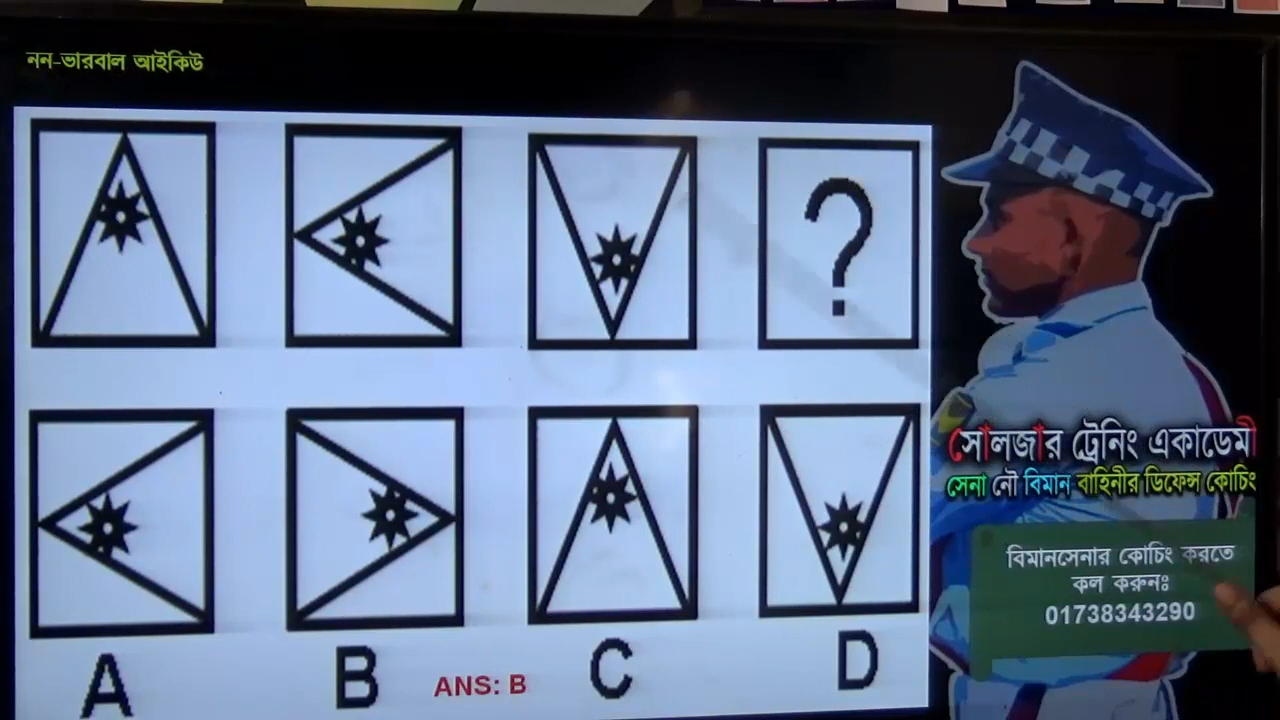 নন-ভারবাল আইকিউ
?
A B C D
ANS: B
সোলজার ট্রেনিং একাডেমী
সেনা নৌ বিমান বাহিনীর ডিফেন্স কোচিং
বিমানসেনার কোচিং করতে
কল করুনঃ
01738343290